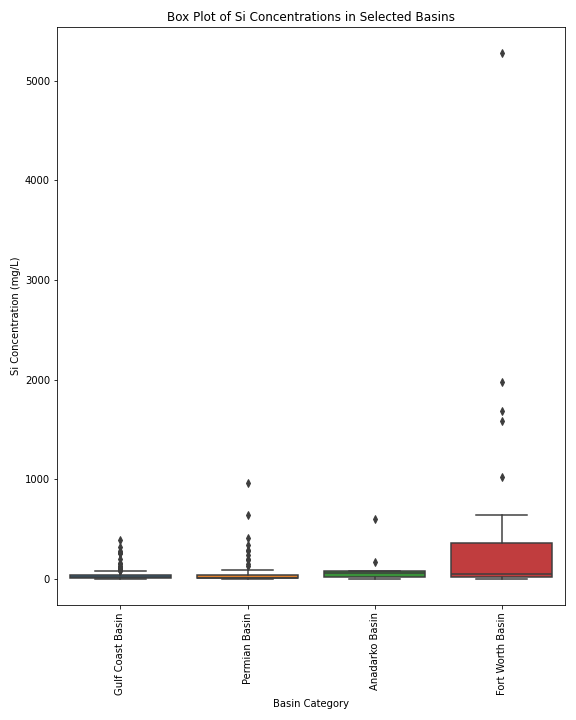 Box Plot of Si Concentrations in Selected Basins
5000
4000
3000
2000
1000
0
Si Concentration (mg/L)
Gulf Coast Basin
Permian Basin
Anadarko Basin
Fort Worth Basin
Basin Category